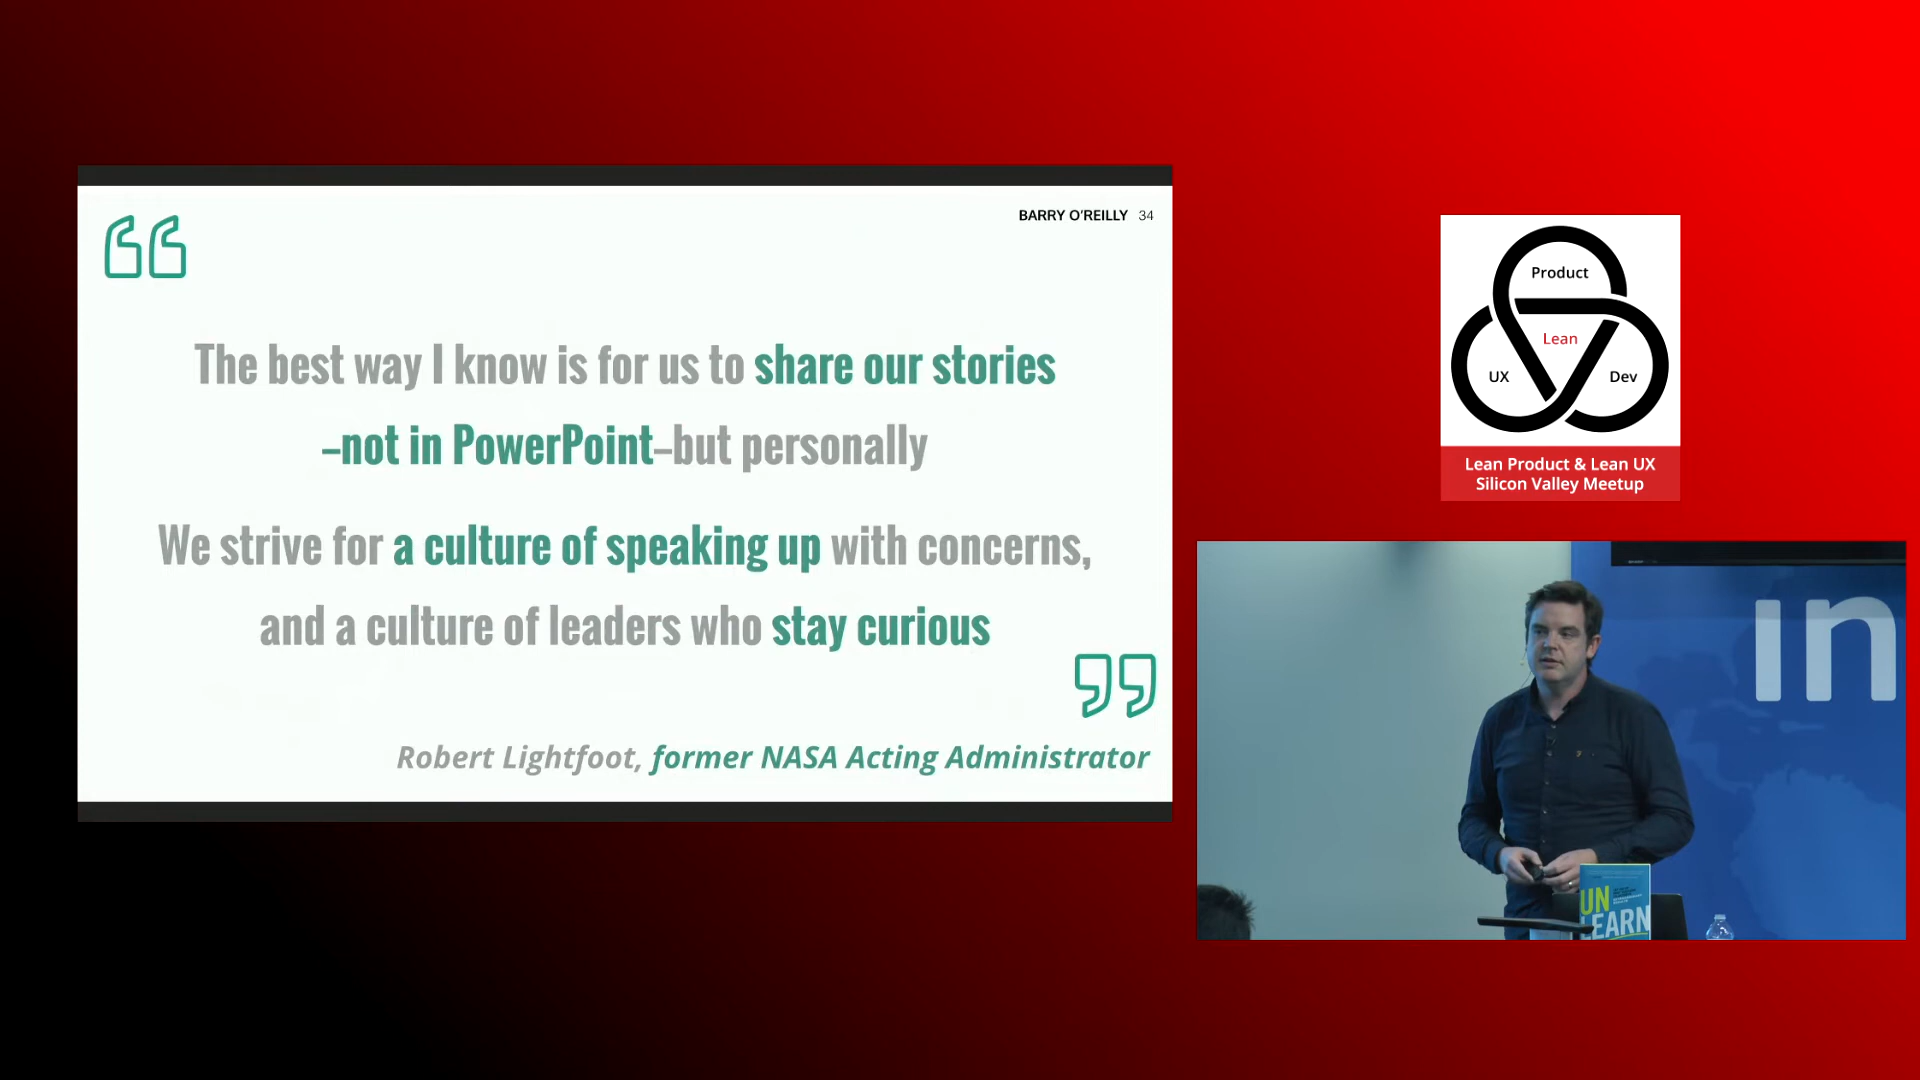 BARRY O'REILLY 34
The best way I know is for us to share our stories
–not in PowerPoint–but personally
We strive for a culture of speaking up with concerns,
and a culture of leaders who stay curious
Robert Lightfoot, former NASA Acting Administrator
Product
Lean
UX
Dev
Lean Product & Lean UX
Silicon Valley Meetup
in
UN
LEARN